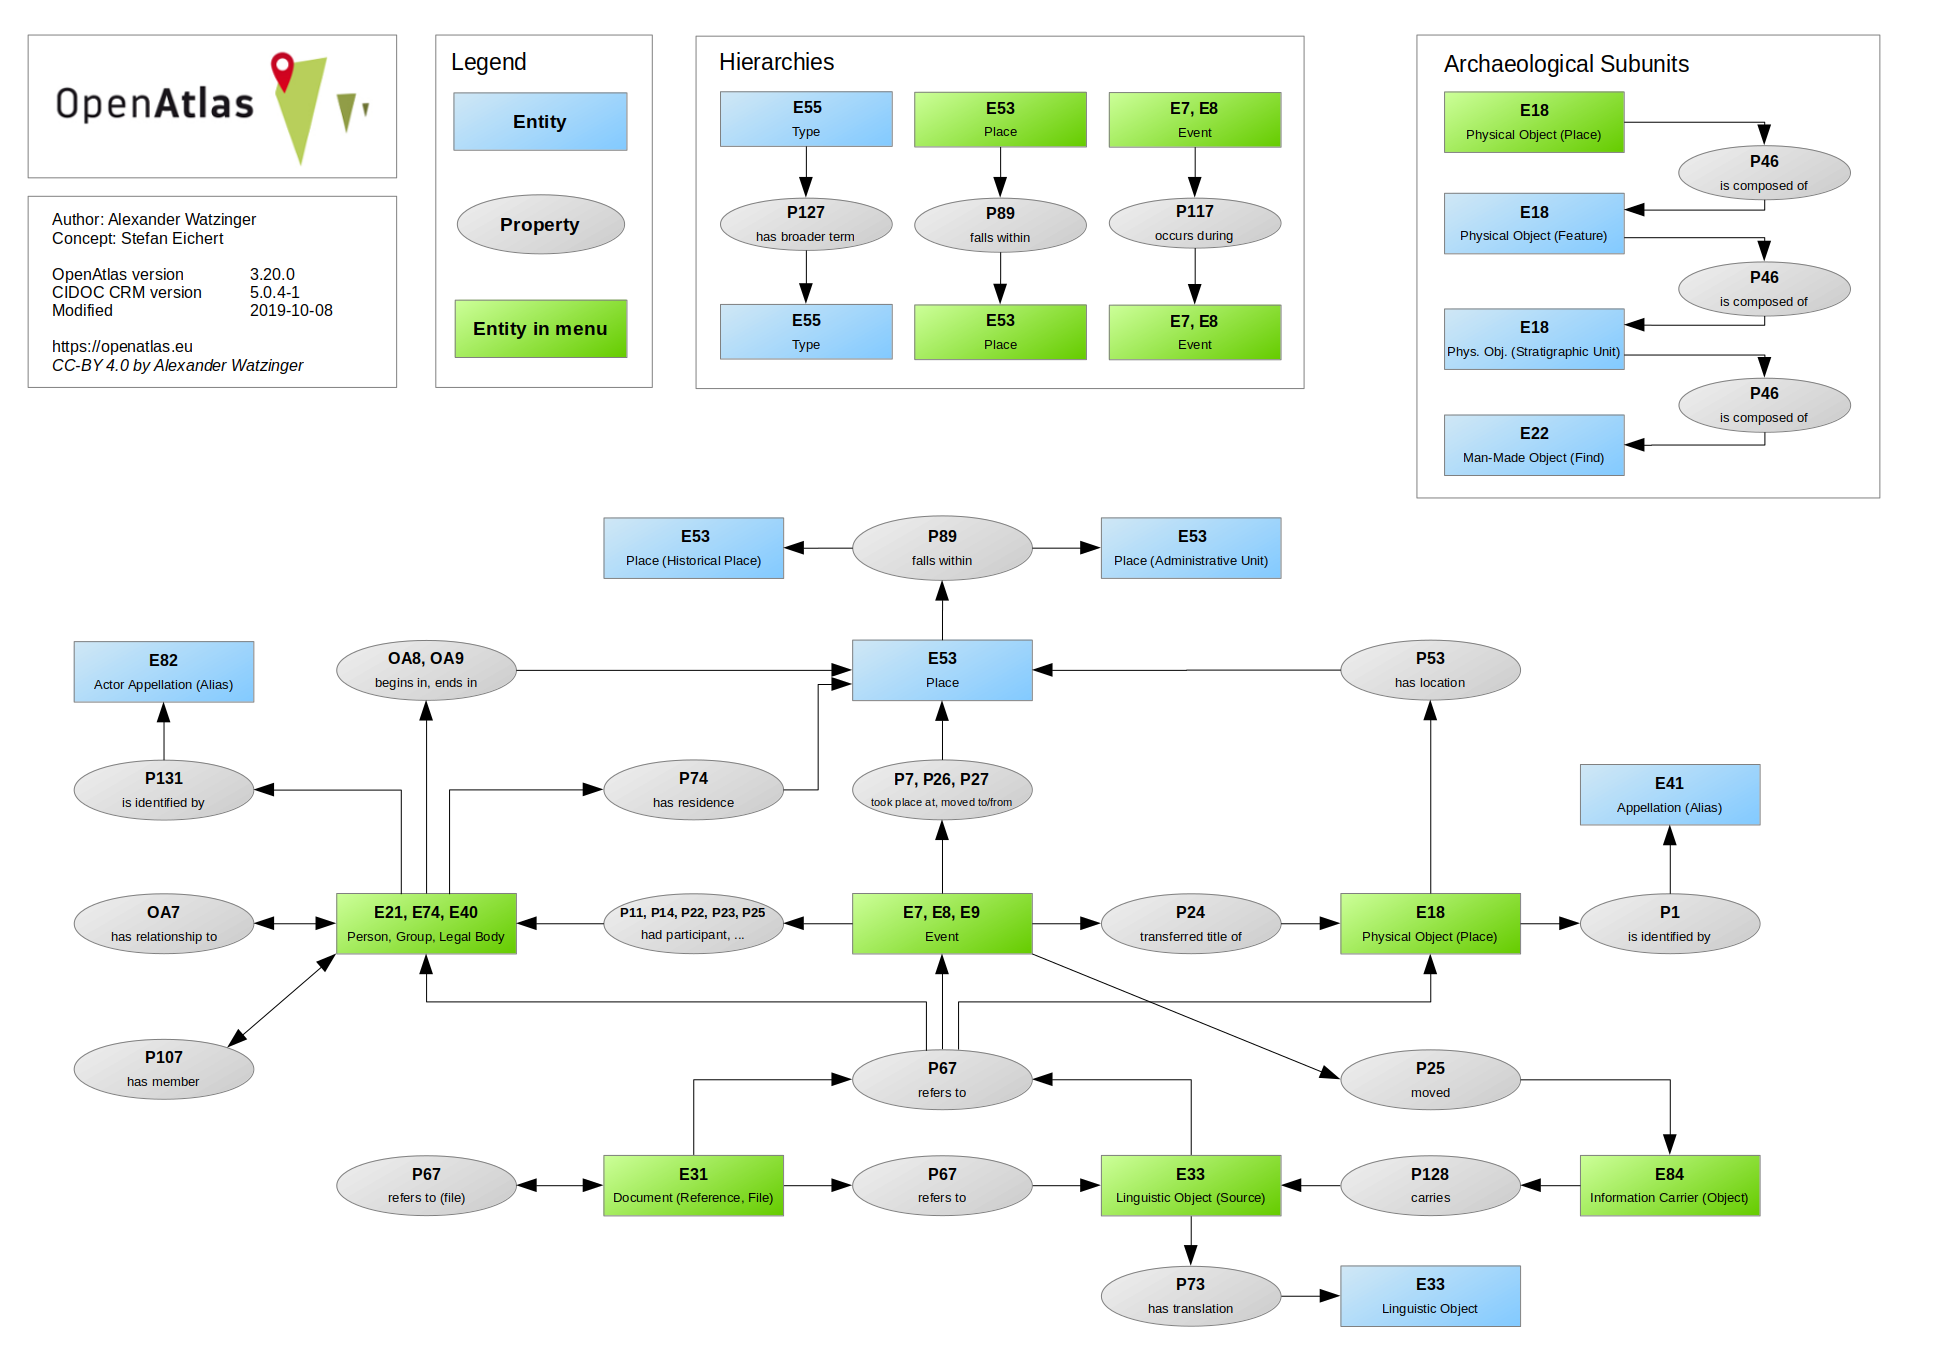 OpenAtlas
Author: Alexander Watzinger
Concept: Stefan Eichert
OpenAtlas version 3.20.0
CIDOC CRM version 5.0.4-1
Modified 2019-10-08
https://openatlas.eu
CC-BY 4.0 by Alexander Watzinger
Legend
Entity
Property
Entity in menu
Hierarchies
E55
Type
P127
has broader term
E55
Type
E53
Place
P89
falls within
E53
Place
E7, E8
Event
P117
occurs during
E7, E8
Event
Archaeological Subunits
E18
Physical Object (Place)
P46
is composed of
E18
Physical Object (Feature)
P46
is composed of
E18
Phys. Obj. (Stratigraphic Unit)
P46
is composed of
E22
Man-Made Object (Find)
E53
Place (Historical Place)
P89
falls within
E53
Place (Administrative Unit)
E82
Actor Appellation (Alias)
OA8, OA9
begins in, ends in
E53
Place
P53
has location
P131
is identified by
P74
has residence
P7, P26, P27
took place at, moved to/from
E41
Appellation (Alias)
OA7
has relationship to
E21, E74, E40
Person, Group, Legal Body
P11, P14, P22, P23, P25
had participant, ...
E7, E8, E9
Event
P24
transferred title of
E18
Physical Object (Place)
P1
is identified by
P107
has member
P67
refers to
P25
moved
P67
refers to (file)
E31
Document (Reference, File)
P67
refers to
E33
Linguistic Object (Source)
P128
carries
E84
Information Carrier (Object)
P73
has translation
E33
Linguistic Object